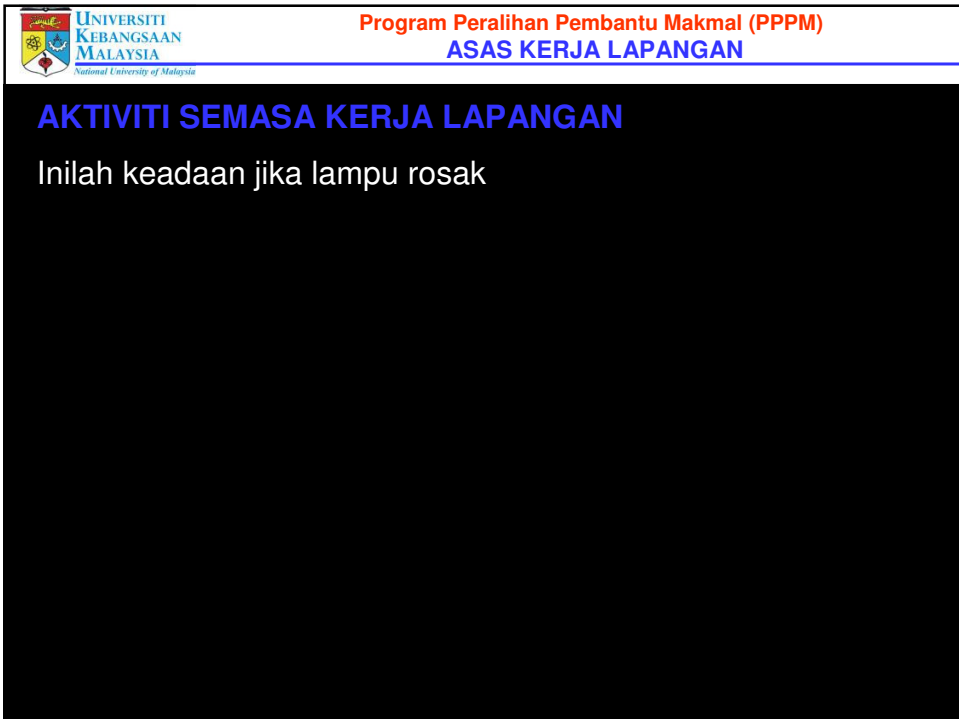 UNIVERSITI
KEBANGSAAN
MALAYSIA
National University of Malaysia
Program Peralihan Pembantu Makmal (PPPM)
ASAS KERJA LAPANGAN
AKTIVITI SEMASA KERJA LAPANGAN
Inilah keadaan jika lampu rosak